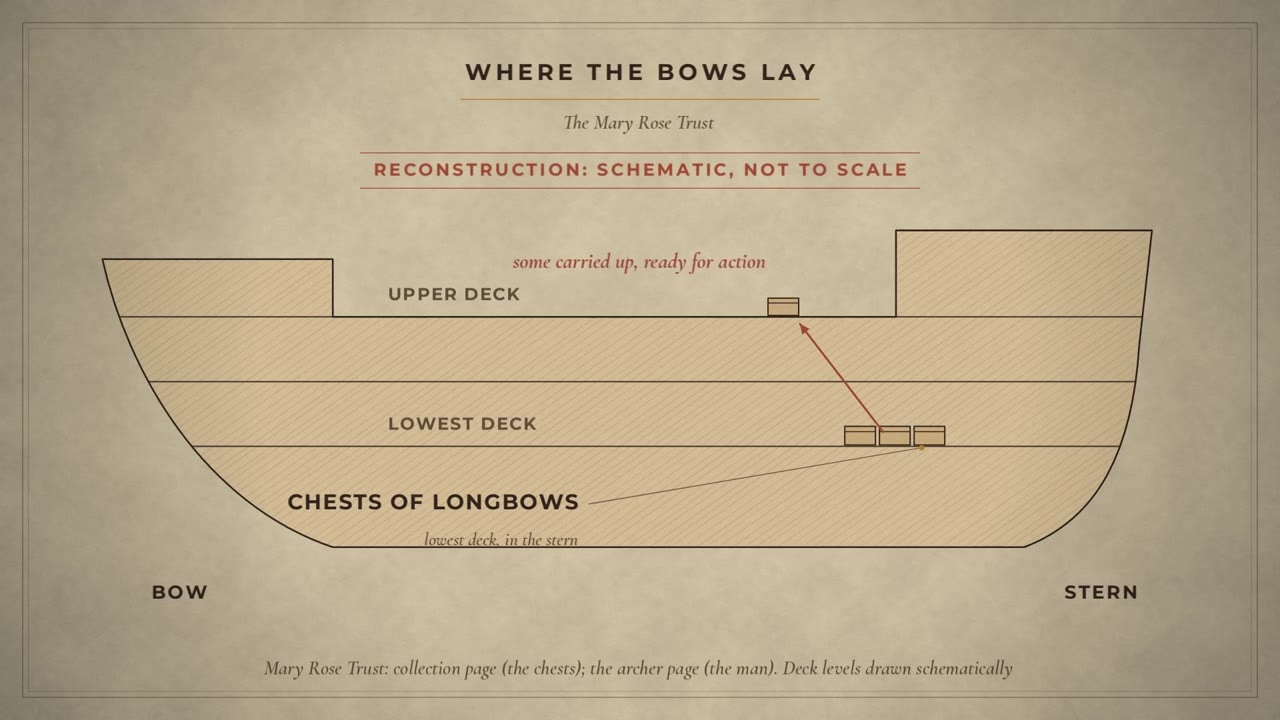 WHERE THE BOWS LAY
The Mary Rose Trust
RECONSTRUCTION: SCHEMATIC, NOT TO SCALE
some carried up, ready for action
UPPER DECK
LOWEST DECK
CHESTS OF LONGBOWS
lowest deck, in the stern
BOW
STERN
Mary Rose Trust: collection page (the chests); the archer page (the man). Deck levels drawn schematically